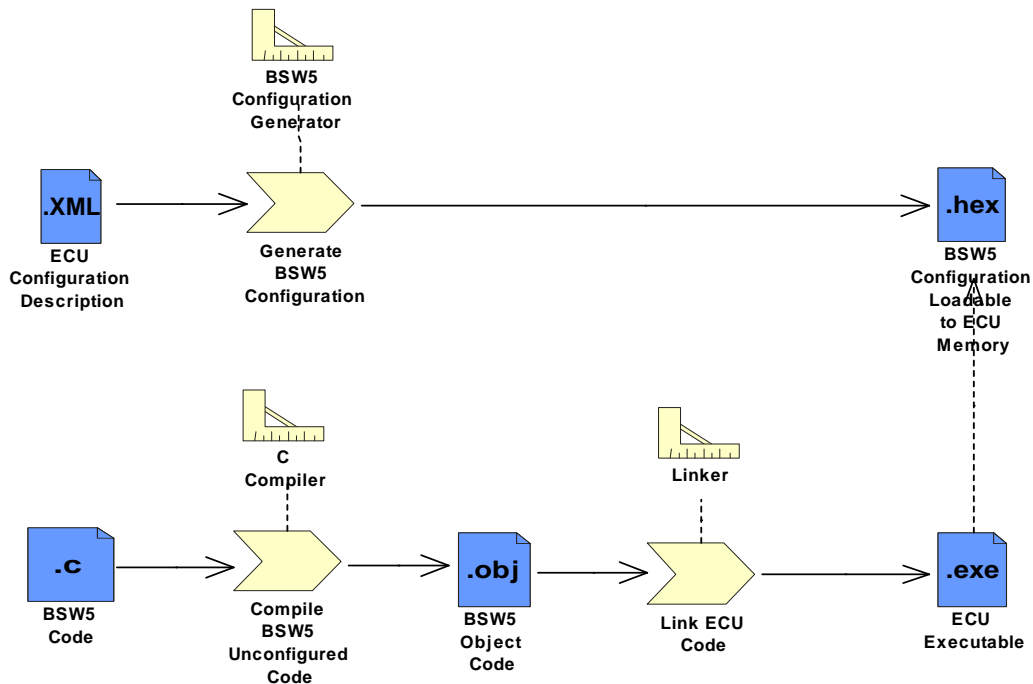 BSW5
Configuration
Generator
.XML
ECU
Configuration
Description
Generate
BSW5
Configuration
.hex
BSW5
Configuration
Loadable
to ECU
Memory
C
Compiler
Linker
.c
BSW5
Code
Compile
BSW5
Unconfigured
Code
.obj
BSW5
Object
Code
Link ECU
Code
.exe
ECU
Executable